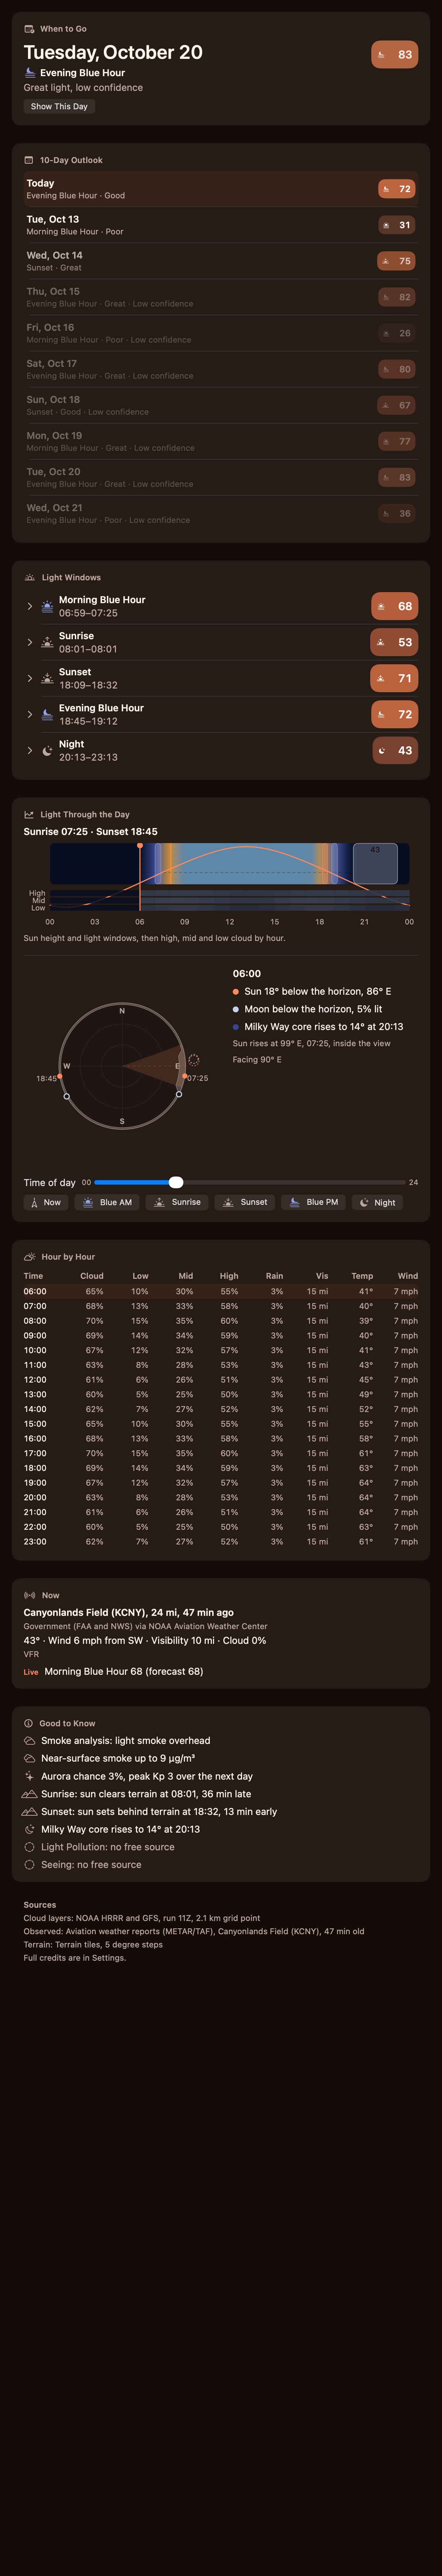 When to Go
Tuesday, October 20
83
Evening Blue Hour
Great light, low confidence
Show This Day
10-Day Outlook
Today
Evening Blue Hour · Good
72
Tue, Oct 13
Morning Blue Hour · Poor
31
Wed, Oct 14
Sunset · Great
75
Thu, Oct 15
Evening Blue Hour · Great · Low confidence
82
Fri, Oct 16
Morning Blue Hour · Poor · Low confidence
26
Sat, Oct 17
Evening Blue Hour · Great · Low confidence
80
Sun, Oct 18
Sunset · Good · Low confidence
67
Mon, Oct 19
Morning Blue Hour · Great · Low confidence
77
Tue, Oct 20
Evening Blue Hour · Great · Low confidence
83
Wed, Oct 21
Evening Blue Hour · Poor · Low confidence
36
Light Windows
Morning Blue Hour
06:59–07:25
68
Sunrise
08:01–08:01
53
Sunset
18:09–18:32
71
Evening Blue Hour
18:45–19:12
72
Night
20:13–23:13
43
Light Through the Day
Sunrise 07:25 · Sunset 18:45
43
High
Mid
Low
00 03 06 09 12 15 18 21 00
Sun height and light windows, then high, mid and low cloud by hour.
06:00
Sun 18° below the horizon, 86° E
Moon below the horizon, 5% lit
Milky Way core rises to 14° at 20:13
Sun rises at 99° E, 07:25, inside the view
Facing 90° E
N
W
E
S
18:45
07:25
Time of day 00 24
Now Blue AM Sunrise Sunset Blue PM Night
Hour by Hour
Time Cloud Low Mid High Rain Vis Temp Wind
06:00 65% 10% 30% 55% 3% 15 mi 41° 7 mph
07:00 68% 13% 33% 58% 3% 15 mi 40° 7 mph
08:00 70% 15% 35% 60% 3% 15 mi 39° 7 mph
09:00 69% 14% 34% 59% 3% 15 mi 40° 7 mph
10:00 67% 12% 32% 57% 3% 15 mi 41° 7 mph
11:00 63% 8% 28% 53% 3% 15 mi 43° 7 mph
12:00 61% 6% 26% 51% 3% 15 mi 45° 7 mph
13:00 60% 5% 25% 50% 3% 15 mi 49° 7 mph
14:00 62% 7% 27% 52% 3% 15 mi 52° 7 mph
15:00 65% 10% 30% 55% 3% 15 mi 55° 7 mph
16:00 68% 13% 33% 58% 3% 15 mi 58° 7 mph
17:00 70% 15% 35% 60% 3% 15 mi 61° 7 mph
18:00 69% 14% 34% 59% 3% 15 mi 63° 7 mph
19:00 67% 12% 32% 57% 3% 15 mi 64° 7 mph
20:00 63% 8% 28% 53% 3% 15 mi 64° 7 mph
21:00 61% 6% 26% 51% 3% 15 mi 64° 7 mph
22:00 60% 5% 25% 50% 3% 15 mi 63° 7 mph
23:00 62% 7% 27% 52% 3% 15 mi 61° 7 mph
Now
Canyonlands Field (KCNY), 24 mi, 47 min ago
Government (FAA and NWS) via NOAA Aviation Weather Center
43° · Wind 6 mph from SW · Visibility 10 mi · Cloud 0%
VFR
Live Morning Blue Hour 68 (forecast 68)
Good to Know
Smoke analysis: light smoke overhead
Near-surface smoke up to 9 µg/m³
Aurora chance 3%, peak Kp 3 over the next day
Sunrise: sun clears terrain at 08:01, 36 min late
Sunset: sun sets behind terrain at 18:32, 13 min early
Milky Way core rises to 14° at 20:13
Light Pollution: no free source
Seeing: no free source
Sources
Cloud layers: NOAA HRRR and GFS, run 11Z, 2.1 km grid point
Observed: Aviation weather reports (METAR/TAF), Canyonlands Field (KCNY), 47 min old
Terrain: Terrain tiles, 5 degree steps
Full credits are in Settings.